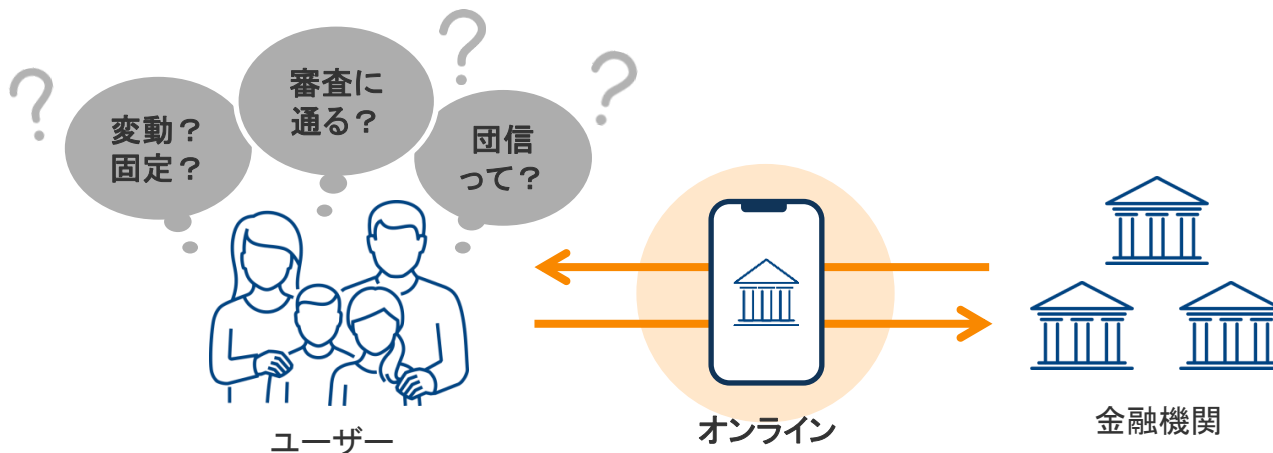 審査に
通る？
変動？
固定？
団信
って？
ユーザー
オンライン
金融機関